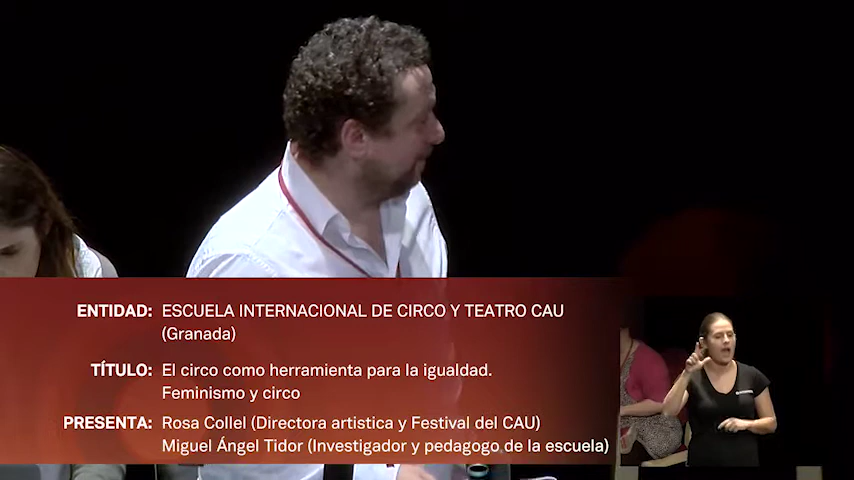 ENTIDAD: ESCUELA INTERNACIONAL DE CIRCO Y TEATRO CAU
(Granada)
TÍTULO: El circo como herramienta para la igualdad.
Feminismo y circo
PRESENTA: Rosa Collel (Directora artistica y Festival del CAU)
Miguel Ángel Tidor (Investigador y pedagogo de la escuela)